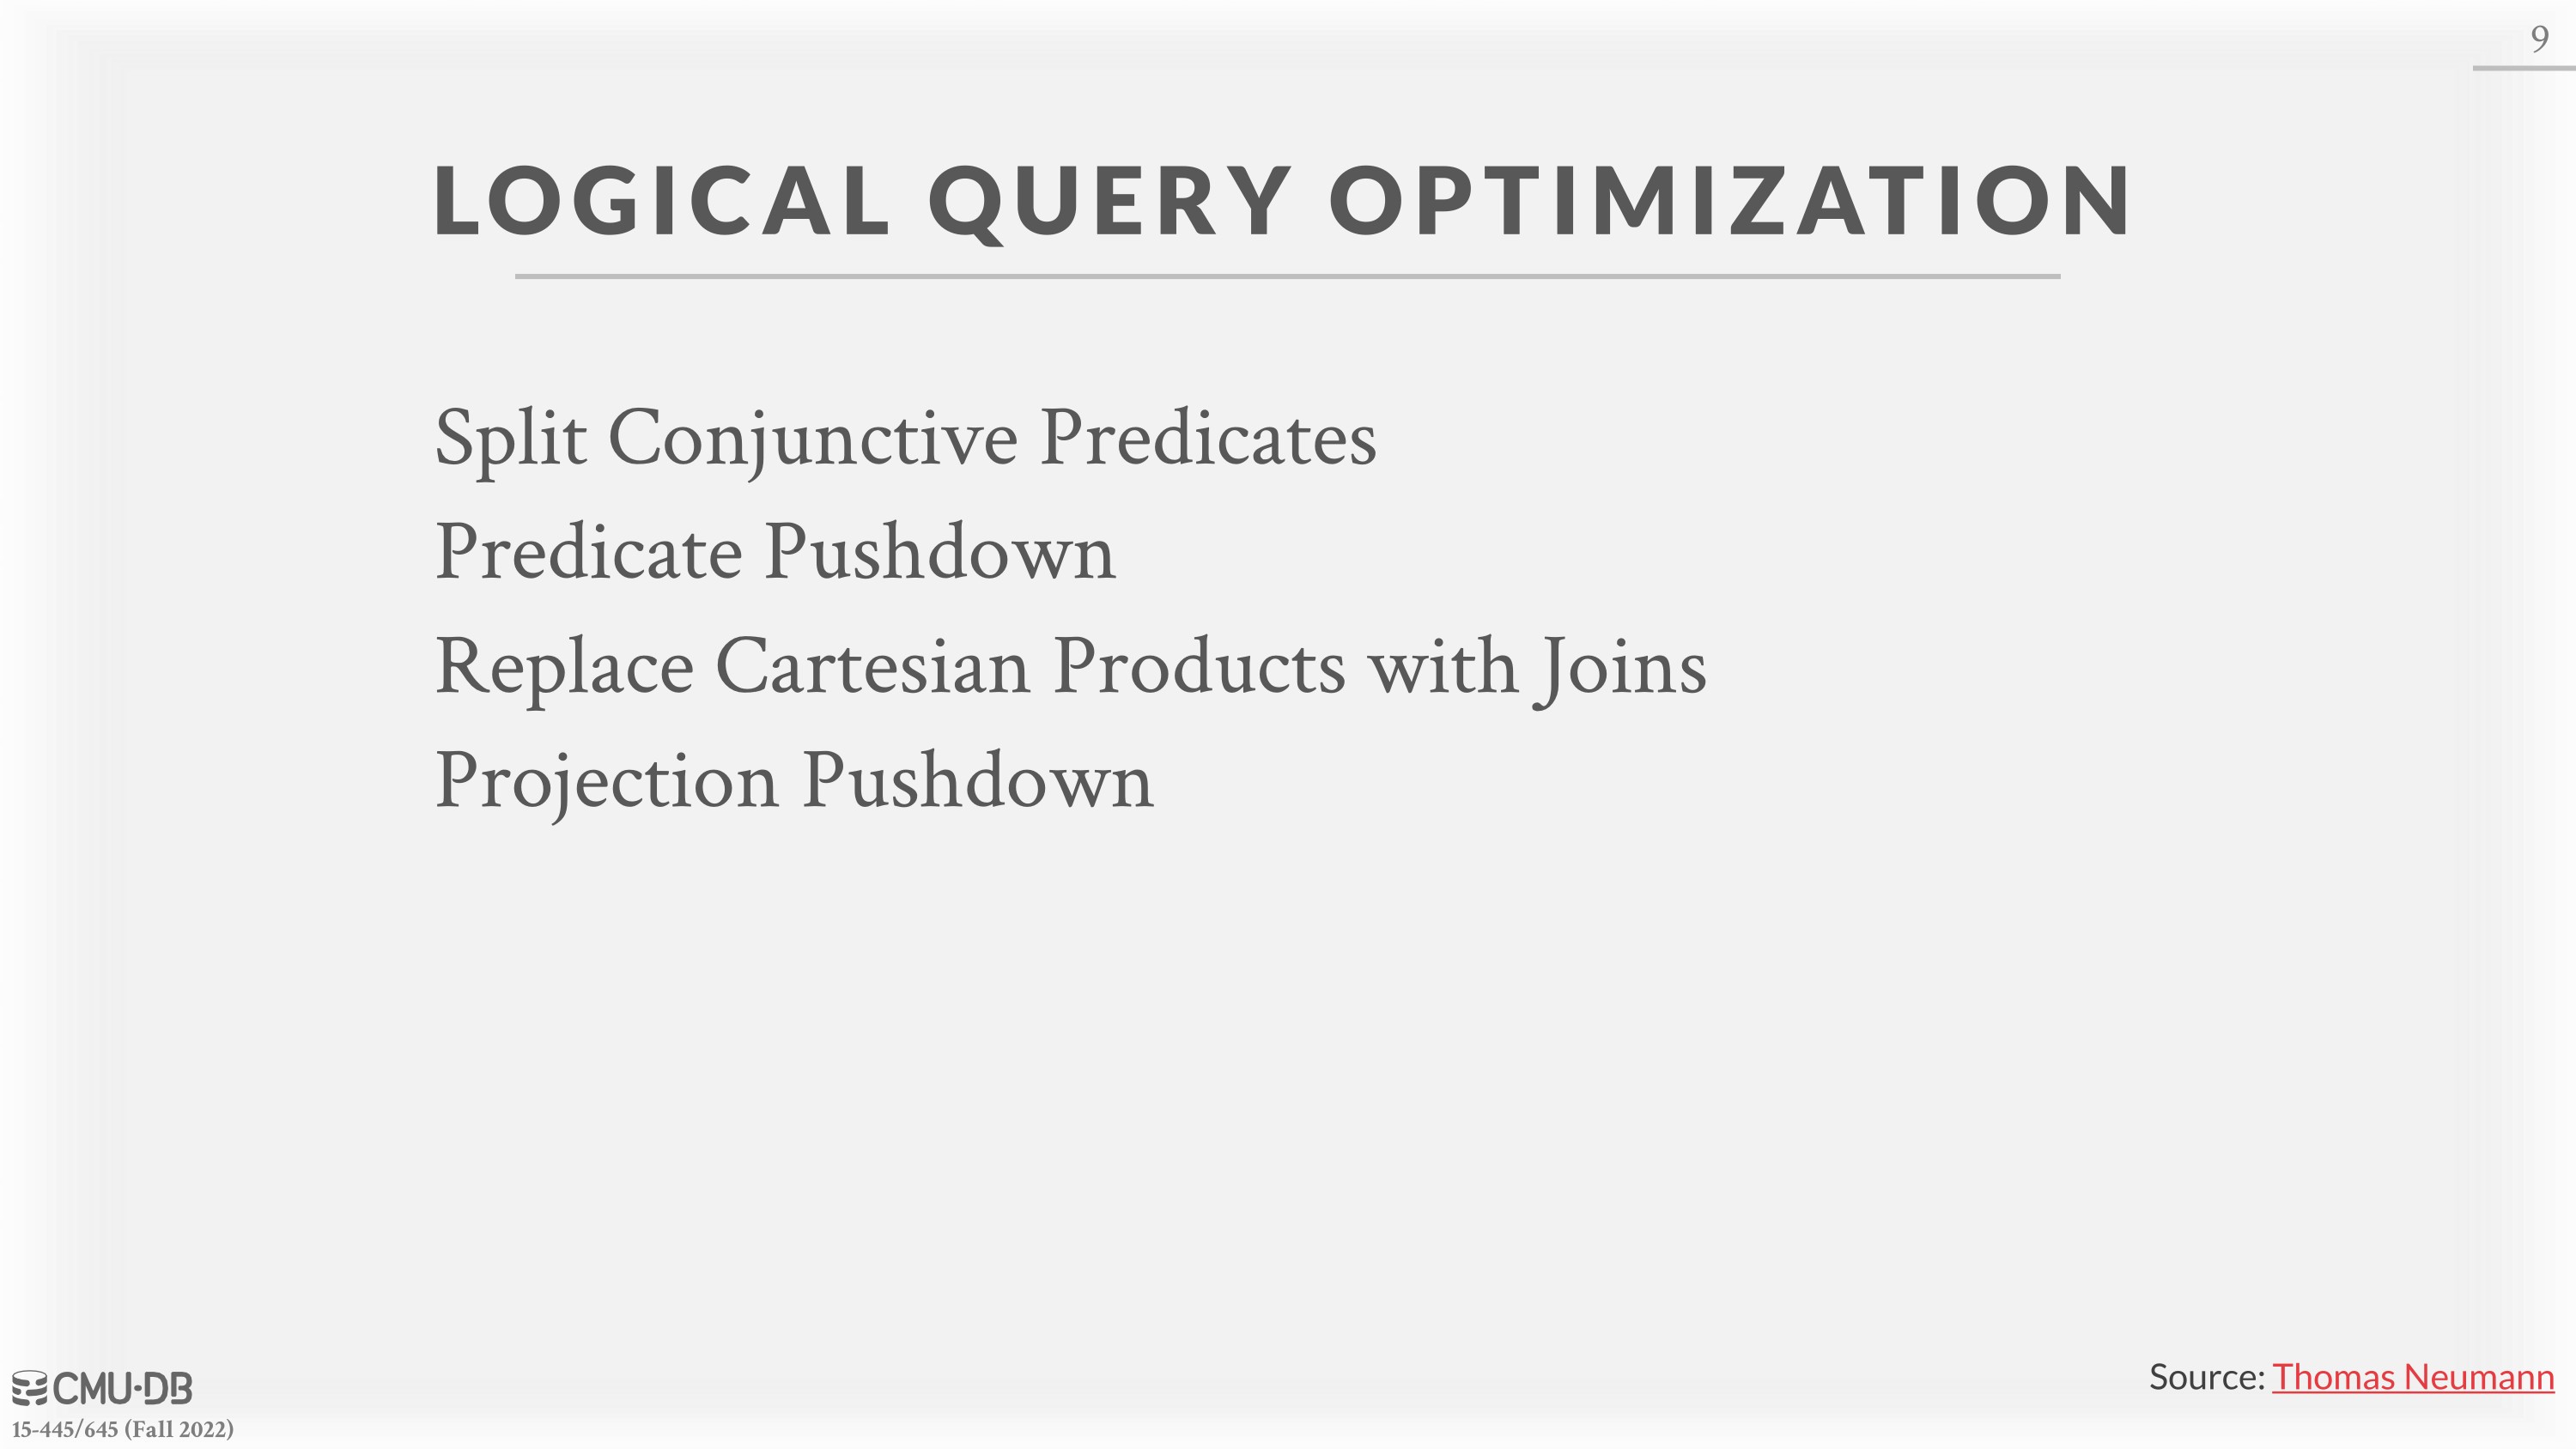 9
LOGICAL QUERY OPTIMIZATION
Split Conjunctive Predicates
Predicate Pushdown
Replace Cartesian Products with Joins
Projection Pushdown
CMU·DB
15-445/645 (Fall 2022)
Source: Thomas Neumann